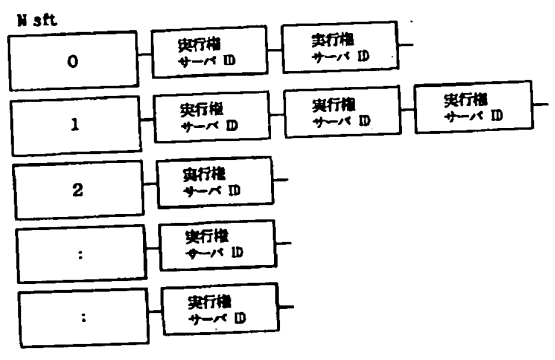 N sft
0
実行権
サーバ ID
実行権
サーバ ID
1
実行権
サーバ ID
実行権
サーバ ID
実行権
サーバ ID
2
実行権
サーバ ID
:
実行権
サーバ ID
:
実行権
サーバ ID